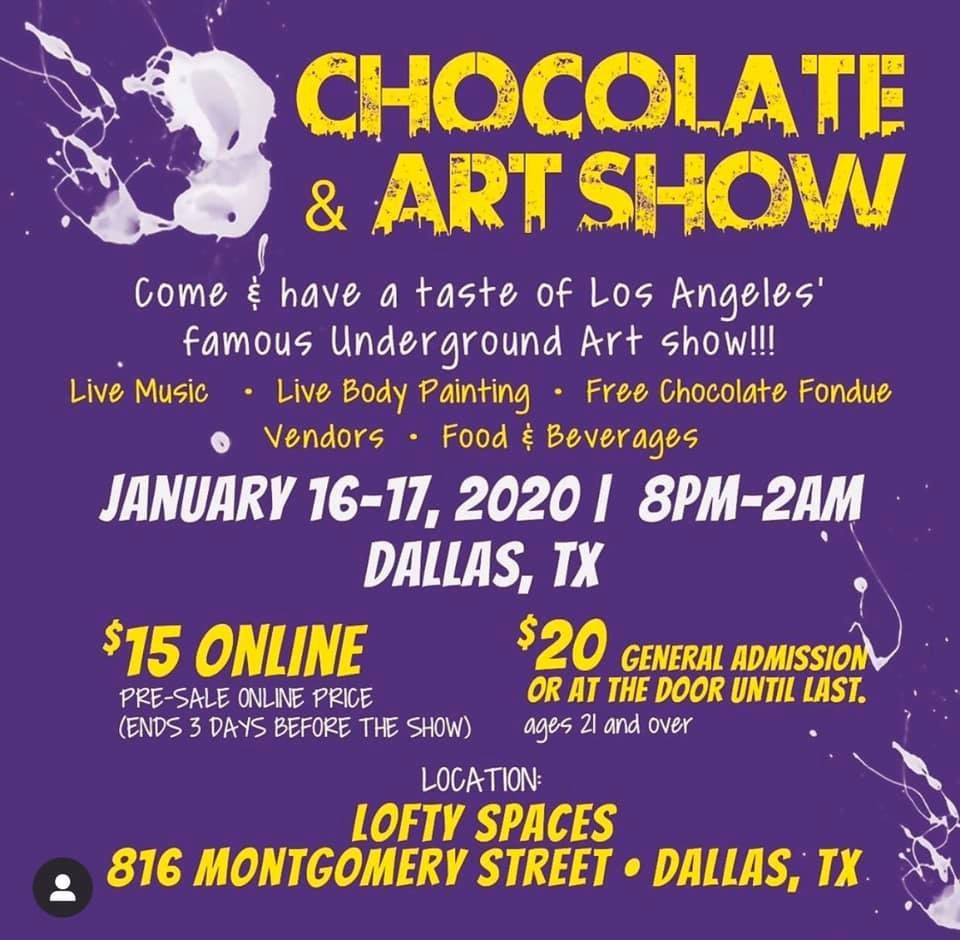 CHOCOLATE
& ART SHOW
Come & have a taste of Los Angeles'
famous Underground Art show!!!
Live Music • Live Body Painting • Free Chocolate Fondue
Vendors • Food & Beverages
JANUARY 16-17, 2020 | 8PM-2AM
DALLAS, TX
$15 ONLINE
PRE-SALE ONLINE PRICE
(ENDS 3 DAYS BEFORE THE SHOW)
$20 GENERAL ADMISSION
OR AT THE DOOR UNTIL LAST.
ages 21 and over
LOCATION:
LOFTY SPACES
816 MONTGOMERY STREET • DALLAS, TX